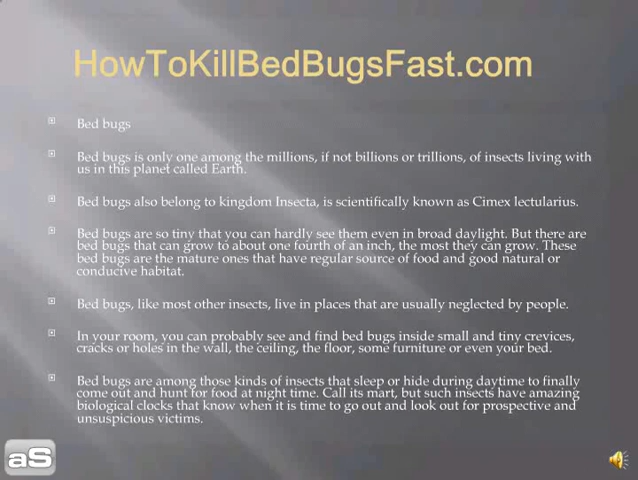 HowToKillBedBugsFast.com
Bed bugs
Bed bugs is only one among the millions, if not billions or trillions, of insects living with
us in this planet called Earth.
Bed bugs also belong to kingdom Insecta, is scientifically known as Cimex lectularius.
Bed bugs are so tiny that you can hardly see them even in broad daylight. But there are
bed bugs that can grow to about one fourth of an inch, the most they can grow. These
bed bugs are the mature ones that have regular source of food and good natural or
conducive habitat.
Bed bugs, like most other insects, live in places that are usually neglected by people.
In your room, you can probably see and find bed bugs inside small and tiny crevices,
cracks or holes in the wall, the ceiling, the floor, some furniture or even your bed.
Bed bugs are among those kinds of insects that sleep or hide during daytime to finally
come out and hunt for food at night time. Call its mart, but such insects have amazing
biological clocks that know when it is time to go out and look out for prospective and
unsuspicious victims.
aS